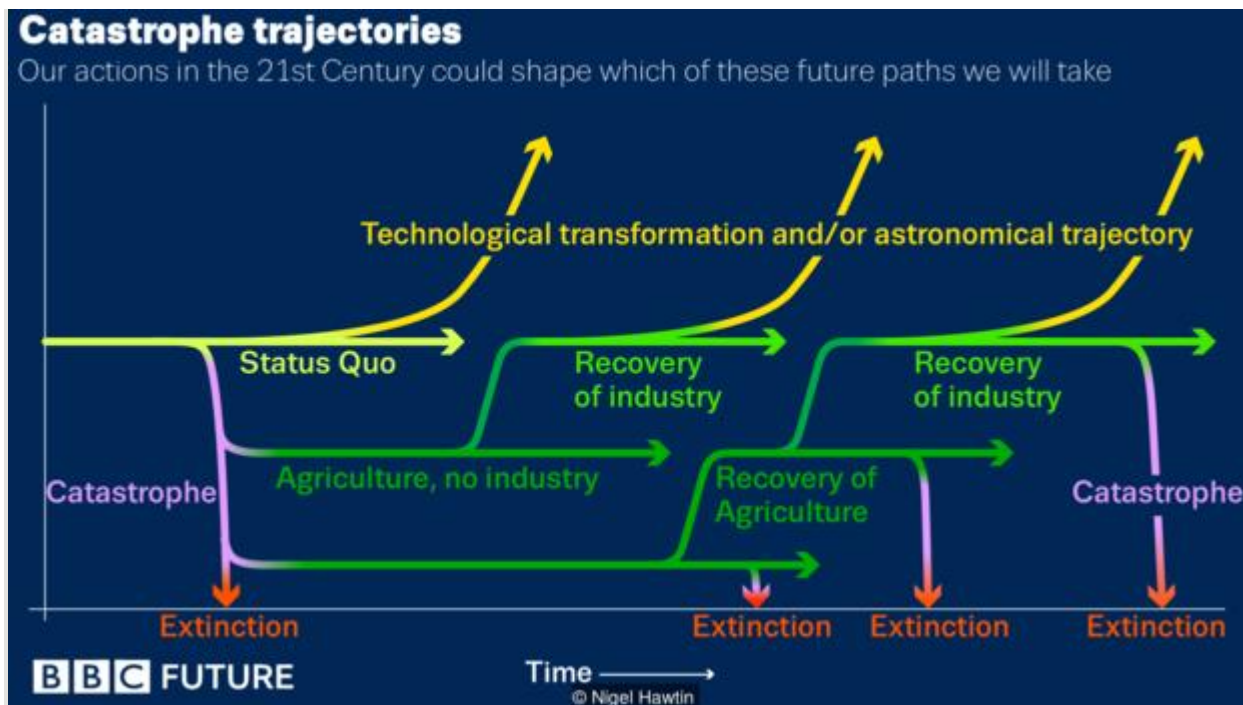 Catastrophe trajectories
Our actions in the 21st Century could shape which of these future paths we will take
Technological transformation and/or astronomical trajectory
Status Quo
Recovery
of industry
Recovery
of industry
Agriculture, no industry
Recovery of
Agriculture
Catastrophe
Catastrophe
Extinction
Extinction
Extinction
Extinction
BBC FUTURE
Time
© Nigel Hawtin